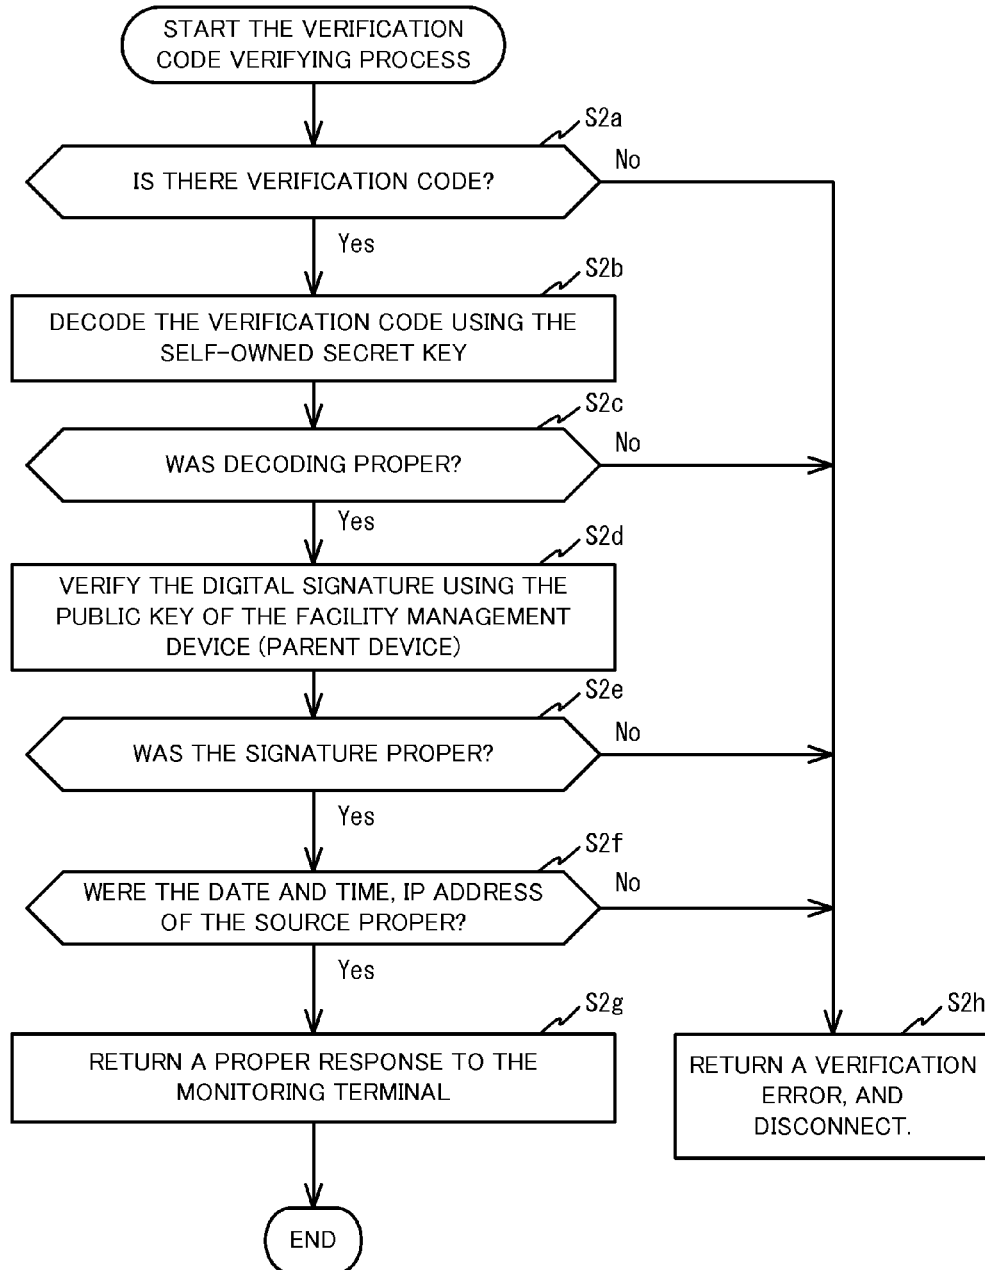 START THE VERIFICATION
CODE VERIFYING PROCESS
S2a
IS THERE VERIFICATION CODE?
No
Yes
S2b
DECODE THE VERIFICATION CODE USING THE
SELF-OWNED SECRET KEY
S2c
WAS DECODING PROPER?
No
Yes
S2d
VERIFY THE DIGITAL SIGNATURE USING THE
PUBLIC KEY OF THE FACILITY MANAGEMENT
DEVICE (PARENT DEVICE)
S2e
WAS THE SIGNATURE PROPER?
No
Yes
S2f
WERE THE DATE AND TIME, IP ADDRESS
OF THE SOURCE PROPER?
No
Yes
S2g
RETURN A PROPER RESPONSE TO THE
MONITORING TERMINAL
S2h
RETURN A VERIFICATION
ERROR, AND
DISCONNECT.
END